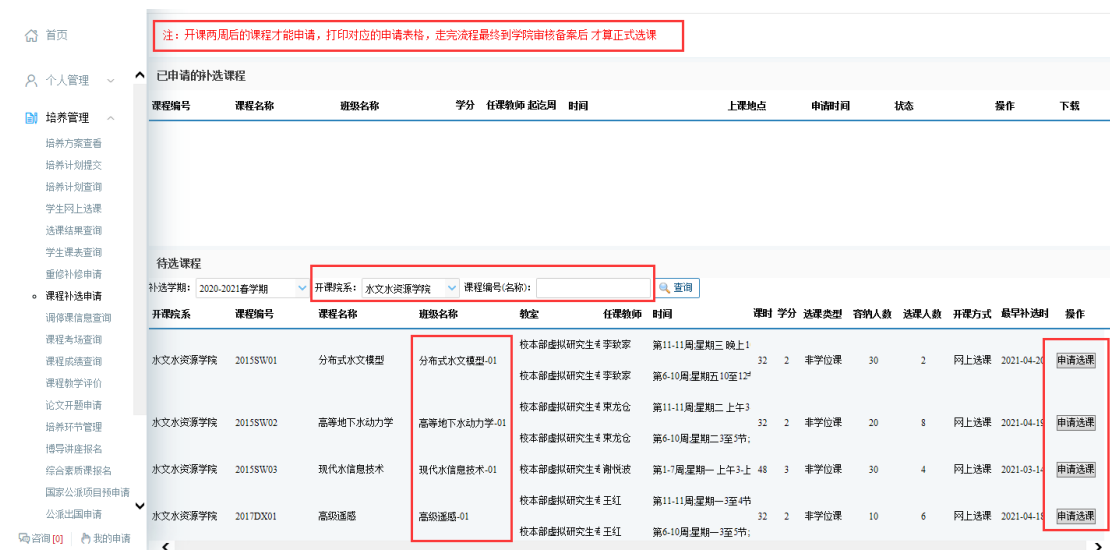 首页
个人管理
培养管理
培养方案查看
培养计划提交
培养计划查询
学生网上选课
选课结果查询
学生课表查询
重修补修申请
课程补选申请
调停课信息查询
课程考场查询
课程成绩查询
课程教学评价
论文开题申请
培养环节管理
博导讲座报名
综合素质课报名
国家公派项目预申请
公派出国申请
咨询[0] 我的申请
注：开课两周后的课程才能申请，打印对应的申请表格，走完流程最终到学院审核备案后 才算正式选课
已申请的补选课程
课程编号 课程名称 班级名称 学分 任课教师 起迄周 时间 上课地点 申请时间 状态 操作 下载
待选课程
补选学期： 2020-2021春学期 开课院系： 水文水资源学院 课程编号(名称)： 查询
开课院系 课程编号 课程名称 班级名称 教室 任课教师 时间 课时 学分 选课类型 容纳人数 选课人数 开课方式 最早补选时 操作
校本部虚拟研究生 李致家 第11-11周;星期三 晚上1
水文水资源学院 2015SW01 分布式水文模型 分布式水文模型-01 32 2 非学位课 30 2 网上选课 2021-04-20 申请选课
校本部虚拟研究生 李致家 第6-10周;星期五 10至12
校本部虚拟研究生 束龙仓 第11-11周;星期二 上午3
水文水资源学院 2015SW02 高等地下水动力学 高等地下水动力学-01 32 2 非学位课 20 8 网上选课 2021-04-19 申请选课
校本部虚拟研究生 束龙仓 第6-10周;星期二 3至5节;
水文水资源学院 2015SW03 现代水信息技术 现代水信息技术-01 校本部虚拟研究生 谢悦波 第1-7周;星期一 上午3-上 48 3 非学位课 30 4 网上选课 2021-03-14 申请选课
校本部虚拟研究生 王红 第11-11周;星期一 3至4节
水文水资源学院 2017DX01 高级遥感 高级遥感-01 32 2 非学位课 10 6 网上选课 2021-04-18 申请选课
校本部虚拟研究生 王红 第6-10周;星期一 3至5节;